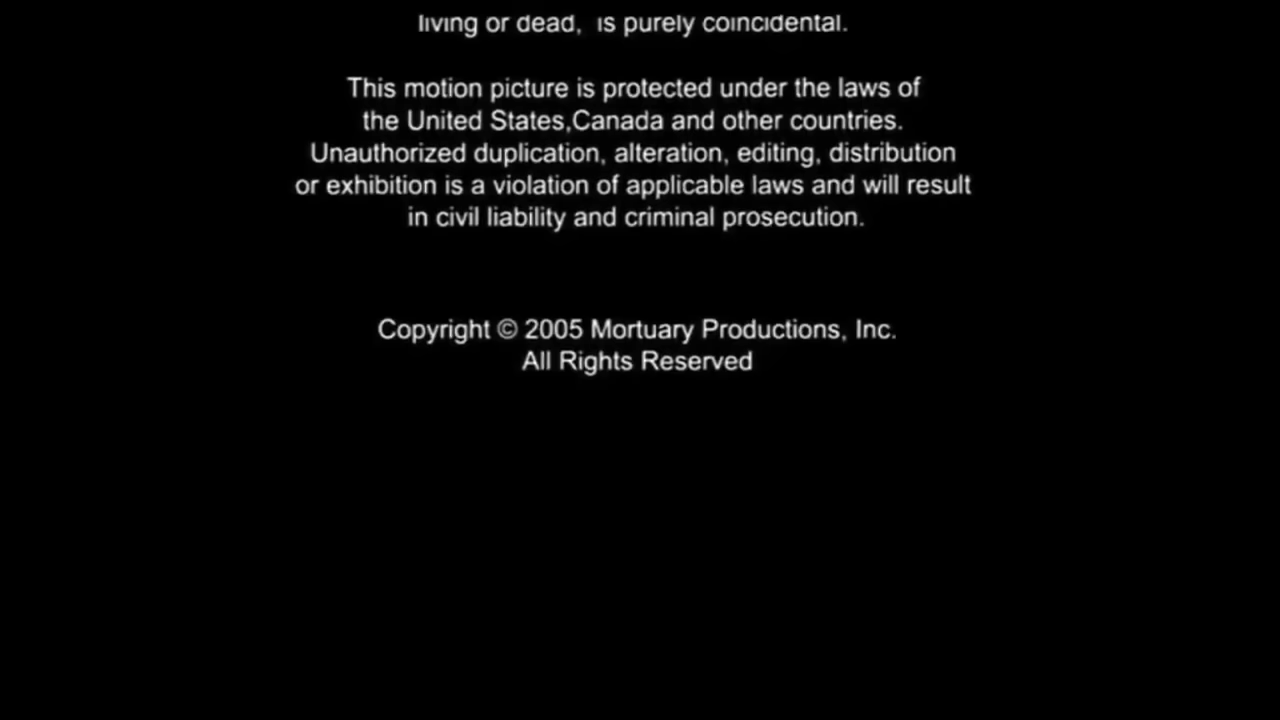 living or dead, is purely coincidental.
This motion picture is protected under the laws of
the United States,Canada and other countries.
Unauthorized duplication, alteration, editing, distribution
or exhibition is a violation of applicable laws and will result
in civil liability and criminal prosecution.
Copyright © 2005 Mortuary Productions, Inc.
All Rights Reserved